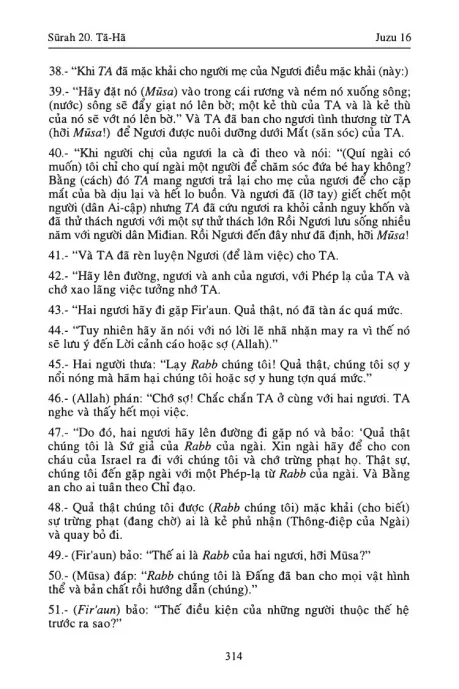 Sūrah 20. Tā-Hā Juzu 16
38.- “Khi TA đã mặc khải cho người mẹ của Ngươi điều mặc khải (này:)
39.- “Hãy đặt nó (Mūsa) vào trong cái rương và ném nó xuống sông;
(nước) sông sẽ đẩy giạt nó lên bờ; một kẻ thù của TA và là kẻ thù
của nó sẽ vớt nó lên bờ.” Và TA đã ban cho ngươi tình thương từ TA
(hỡi Mūsa!) để Ngươi được nuôi dưỡng dưới Mắt (săn sóc) của TA.
40.- “Khi người chị của ngươi la cà đi theo và nói: “(Quí ngài có
muốn) tôi chỉ cho quí ngài một người để chăm sóc đứa bé hay không?
Bằng (cách) đó TA mang ngươi trả lại cho mẹ của ngươi để cho cặp
mắt của bà dịu lại và hết lo buồn. Và ngươi đã (lỡ tay) giết chết một
người (dân Ai-cập) nhưng TA đã cứu ngươi ra khỏi cảnh nguy khốn và
đã thử thách ngươi với một sự thử thách lớn Rồi Ngươi lưu sống nhiều
năm với người dân Midian. Rồi Ngươi đến đây như đã định, hỡi Mūsa!
41.- “Và TA đã rèn luyện Ngươi (để làm việc) cho TA.
42.- “Hãy lên đường, ngươi và anh của ngươi, với Phép lạ của TA và
chớ xao lãng việc tưởng nhớ TA.
43.- “Hai ngươi hãy đi gặp Fir'aun. Quả thật, nó đã tàn ác quá mức.
44.- “Tuy nhiên hãy ăn nói với nó lời lẽ nhã nhặn may ra vì thế nó
sẽ lưu ý đến Lời cảnh cáo hoặc sợ (Allah).”
45.- Hai người thưa: “Lạy Rabb chúng tôi! Quả thật, chúng tôi sợ y
nổi nóng mà hãm hại chúng tôi hoặc sợ y hung tợn quá mức.”
46.- (Allah) phán: “Chớ sợ! Chắc chắn TA ở cùng với hai ngươi. TA
nghe và thấy hết mọi việc.
47.- “Do đó, hai ngươi hãy lên đường đi gặp nó và bảo: ‘Quả thật
chúng tôi là Sứ giả của Rabb của ngài. Xin ngài hãy để cho con
cháu của Israel ra đi với chúng tôi và chớ trừng phạt họ. Thật sự,
chúng tôi đến gặp ngài với một Phép-lạ từ Rabb của ngài. Và Bằng
an cho ai tuân theo Chỉ đạo.
48.- Quả thật chúng tôi được (Rabb chúng tôi) mặc khải (cho biết)
sự trừng phạt (đang chờ) ai là kẻ phủ nhận (Thông-điệp của Ngài)
và quay bỏ đi.
49.- (Fir'aun) bảo: “Thế ai là Rabb của hai ngươi, hỡi Mūsa?”
50.- (Mūsa) đáp: “Rabb chúng tôi là Đấng đã ban cho mọi vật hình
thể và bản chất rồi hướng dẫn (chúng).”
51.- (Fir'aun) bảo: “Thế điều kiện của những người thuộc thế hệ
trước ra sao?”
314